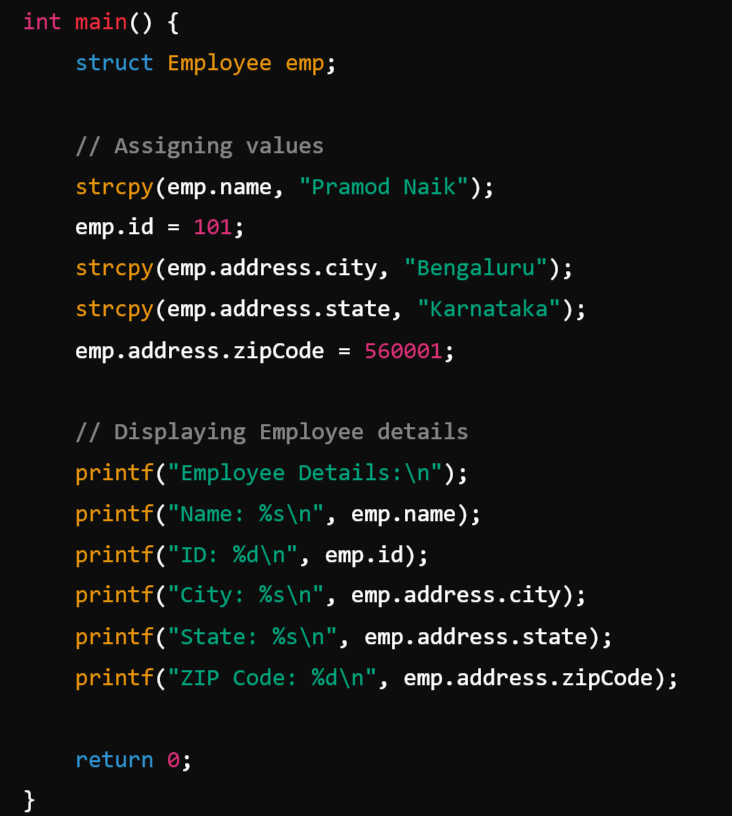 int main() {
    struct Employee emp;

    // Assigning values
    strcpy(emp.name, "Pramod Naik");
    emp.id = 101;
    strcpy(emp.address.city, "Bengaluru");
    strcpy(emp.address.state, "Karnataka");
    emp.address.zipCode = 560001;

    // Displaying Employee details
    printf("Employee Details:\n");
    printf("Name: %s\n", emp.name);
    printf("ID: %d\n", emp.id);
    printf("City: %s\n", emp.address.city);
    printf("State: %s\n", emp.address.state);
    printf("ZIP Code: %d\n", emp.address.zipCode);

    return 0;
}